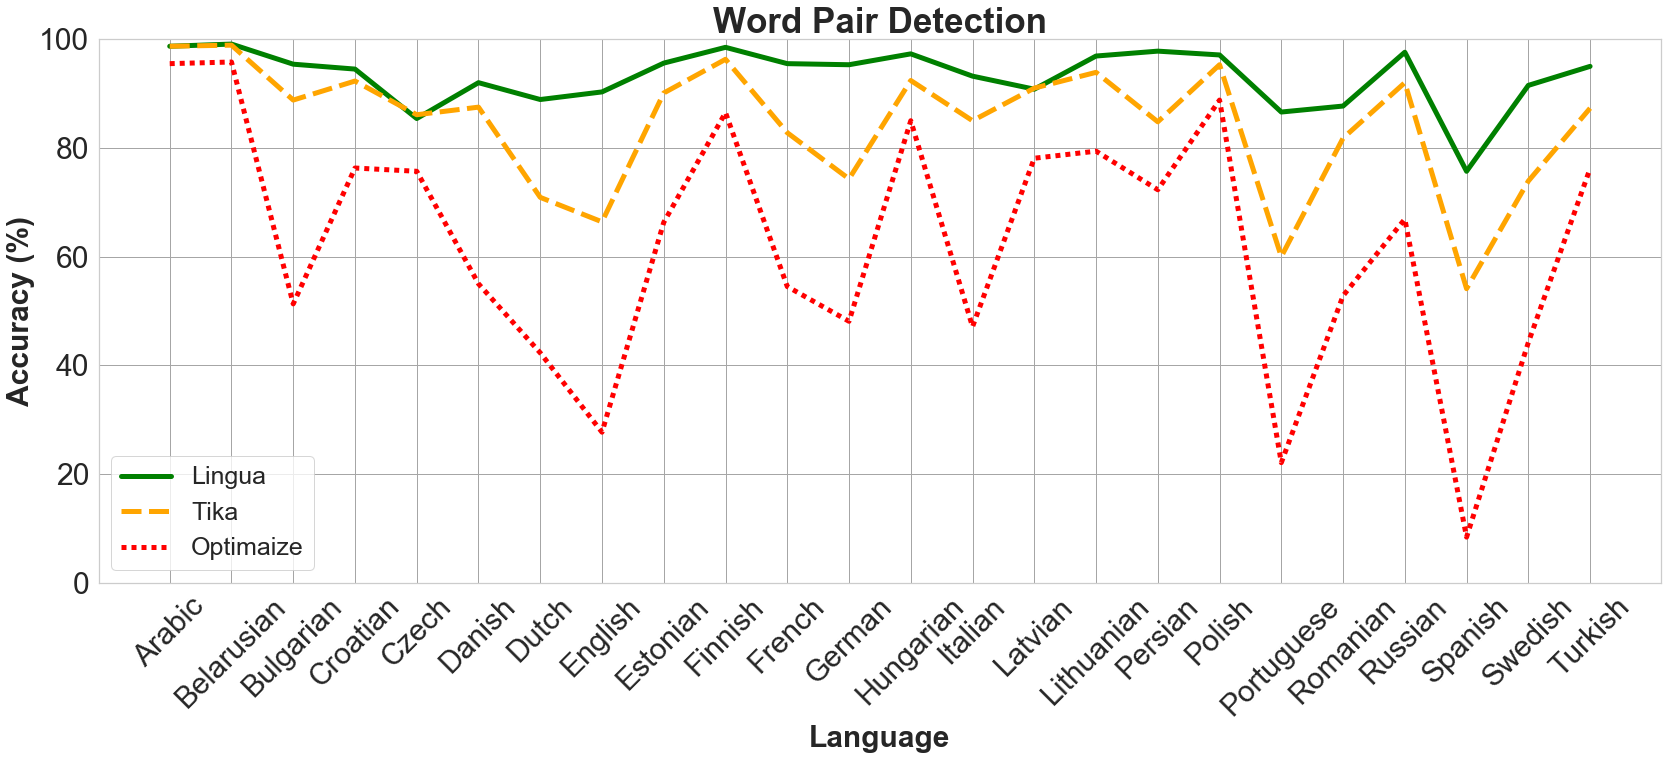 Word Pair Detection
Accuracy (%)
100
80
60
40
20
0
Lingua
Tika
Optimaize
Arabic
Belarusian
Bulgarian
Croatian
Czech
Danish
Dutch
English
Estonian
Finnish
French
German
Hungarian
Italian
Latvian
Lithuanian
Persian
Polish
Portuguese
Romanian
Russian
Spanish
Swedish
Turkish
Language